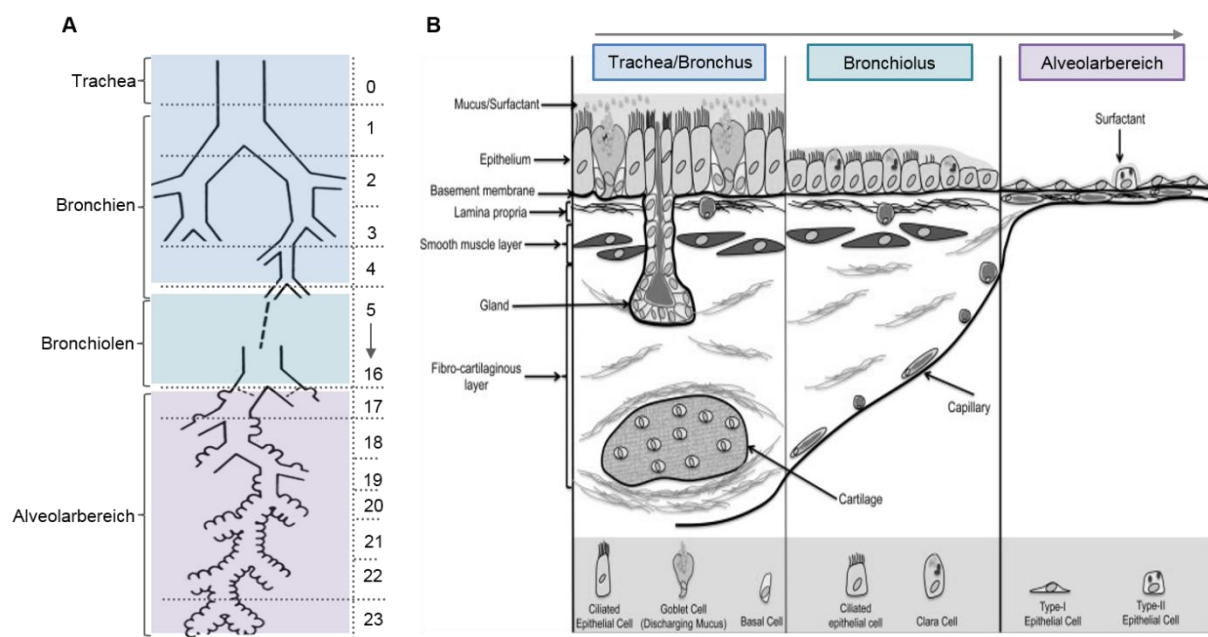 A
Trachea
Bronchien
Bronchiolen
Alveolarbereich
0
1
2
3
4
5
16
17
18
19
20
21
22
23
B
Trachea/Bronchus
Bronchiolus
Alveolarbereich
Mucus/Surfactant
Epithelium
Basement membrane
Lamina propria
Smooth muscle layer
Gland
Fibro-cartilaginous
layer
Surfactant
Capillary
Cartilage
Ciliated
Epithelial Cell
Goblet Cell
(Discharging Mucus)
Basal Cell
Ciliated
epithelial cell
Clara Cell
Type-I
Epithelial Cell
Type-II
Epithelial Cell